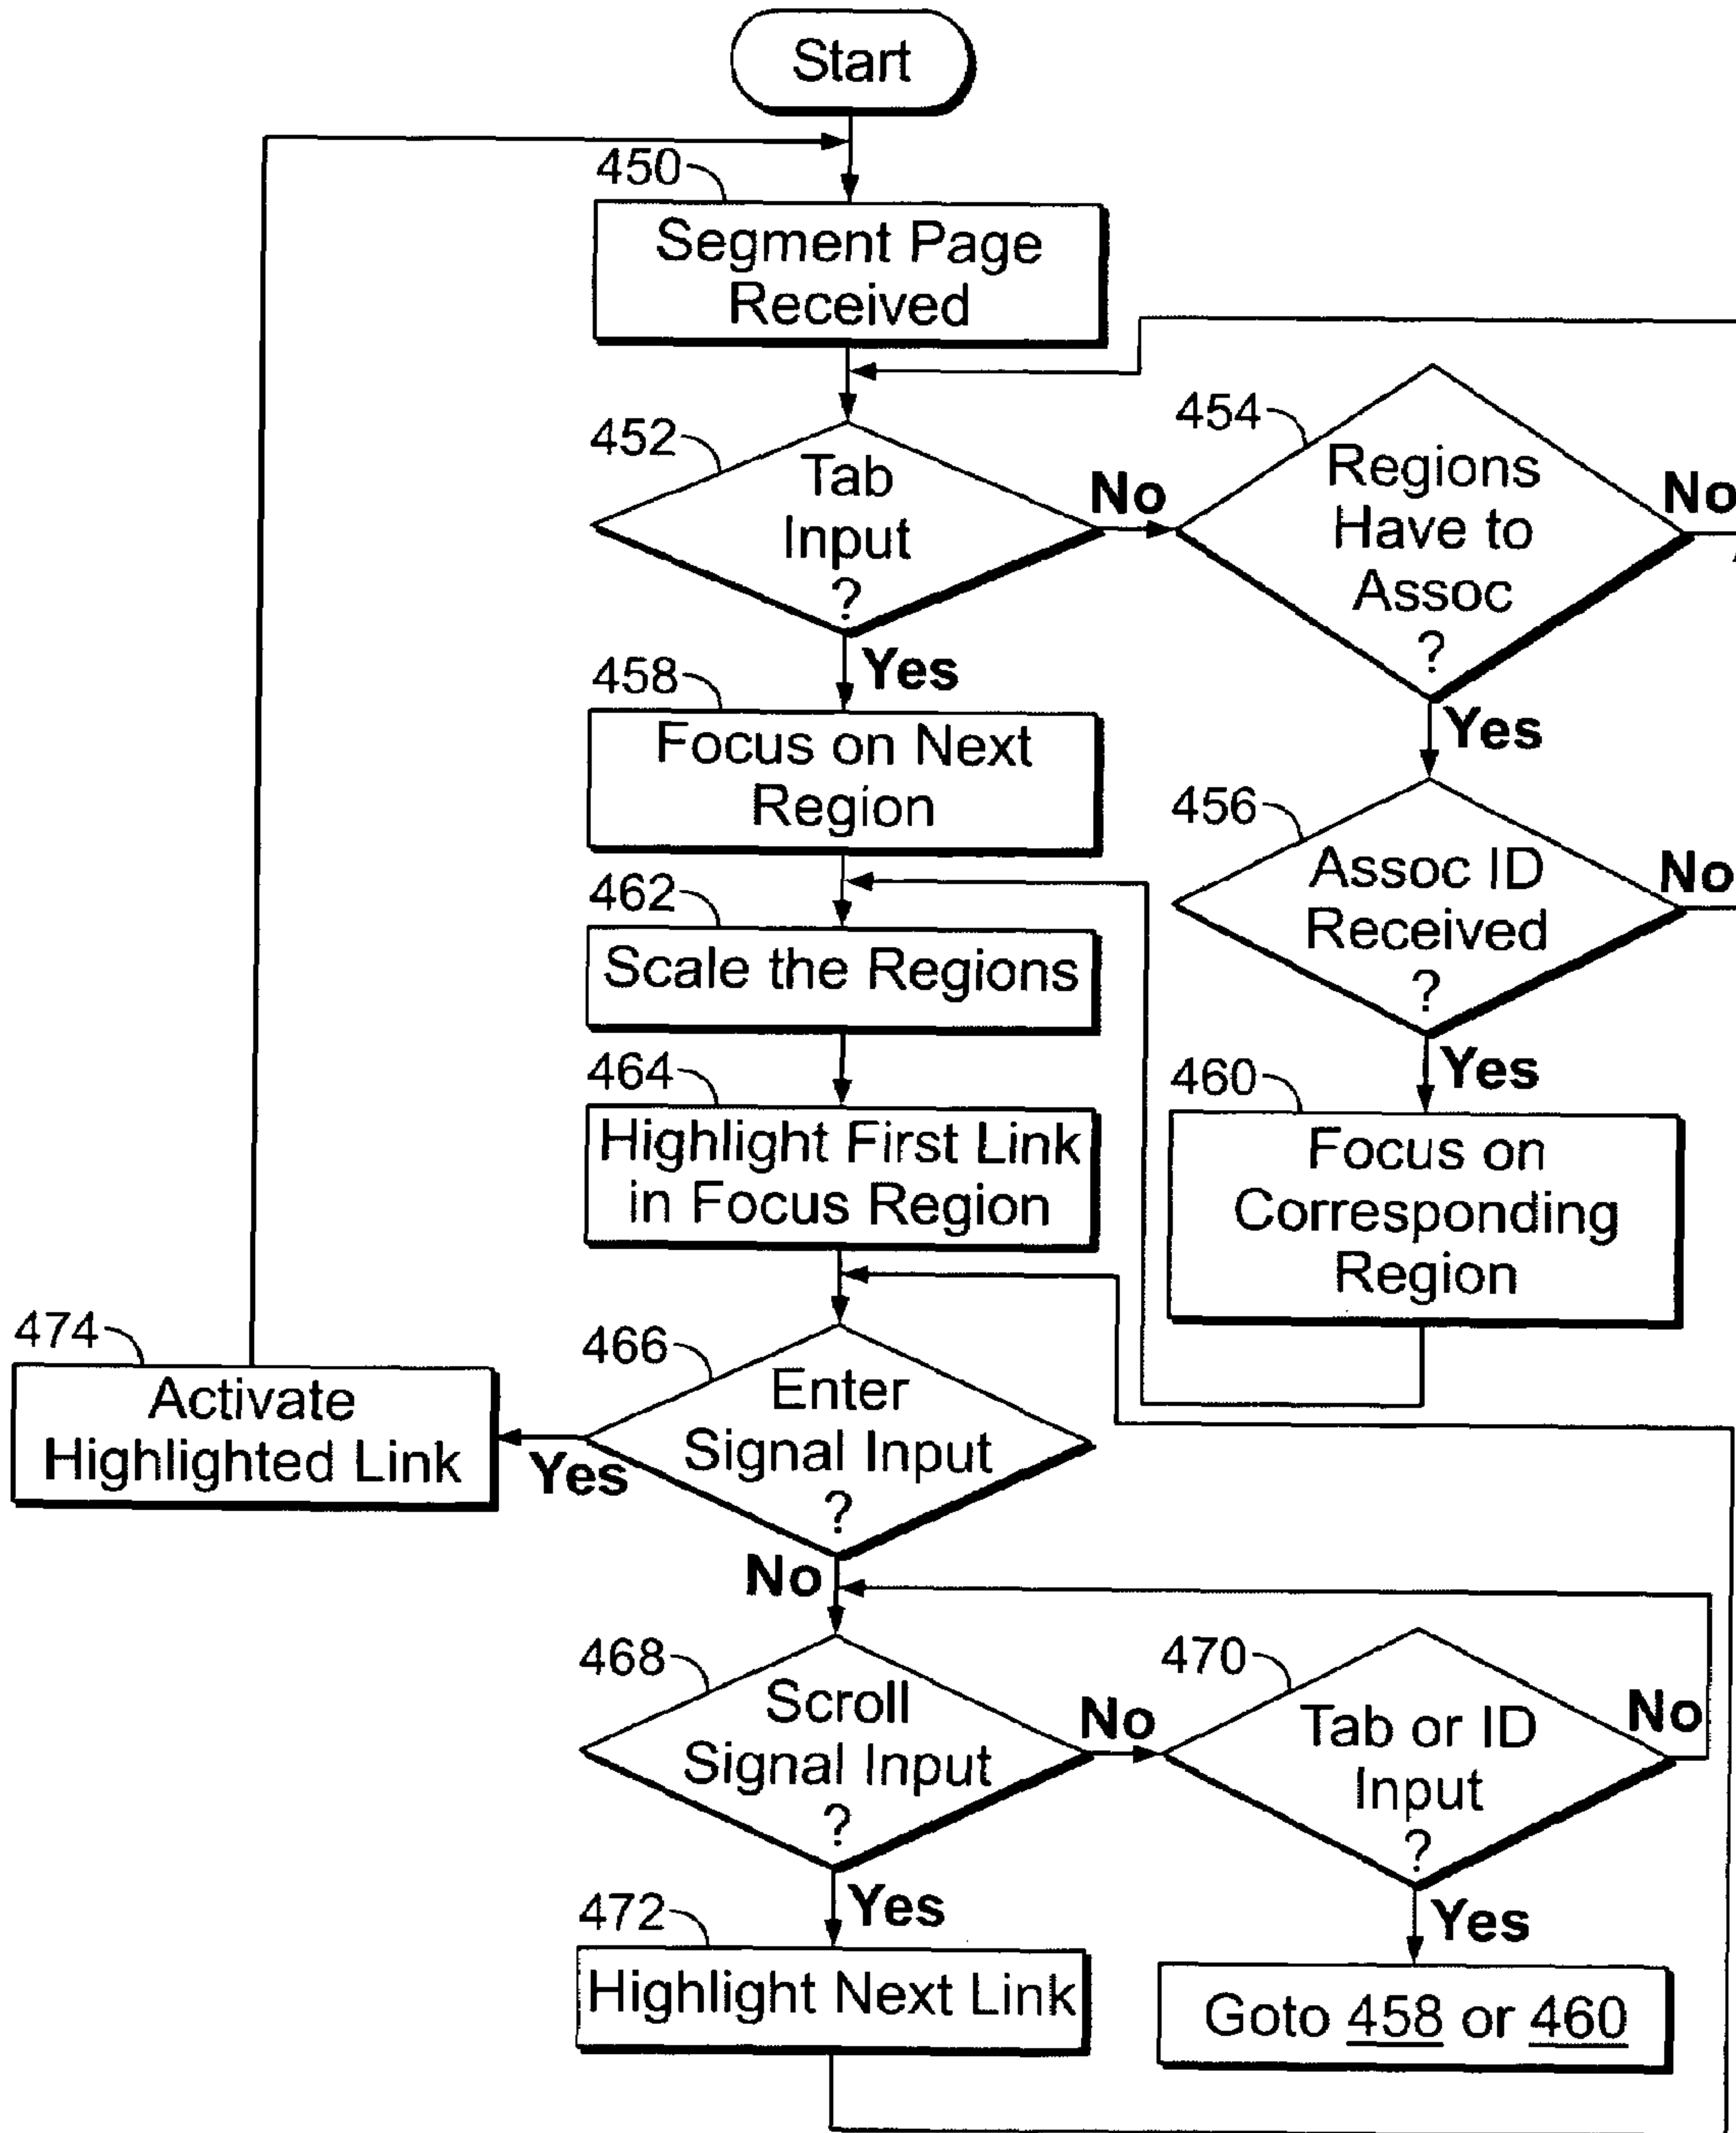 Start
450
Segment Page
Received
452
Tab
Input
?
No
454
Regions
Have to
Assoc
?
No
Yes
458
Focus on Next
Region
Yes
456
Assoc ID
Received
?
No
462
Scale the Regions
Yes
464
Highlight First Link
in Focus Region
460
Focus on
Corresponding
Region
474
Activate
Highlighted Link
466
Enter
Signal Input
?
Yes
No
468
Scroll
Signal Input
?
No
470
Tab or ID
Input
?
No
Yes
472
Highlight Next Link
Yes
Goto 458 or 460